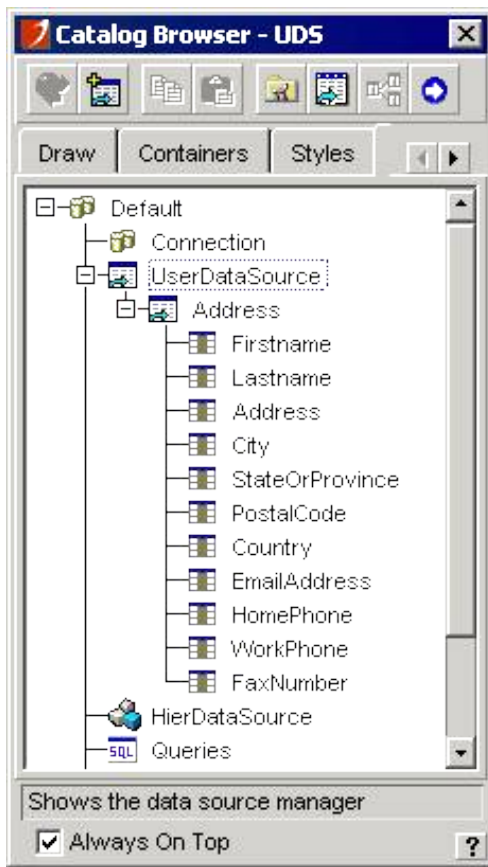 Catalog Browser - UDS
Draw Containers Styles
Default
Connection
UserDataSource
Address
Firstname
Lastname
Address
City
StateOrProvince
PostalCode
Country
EmailAddress
HomePhone
WorkPhone
FaxNumber
HierDataSource
SQL Queries
Shows the data source manager
Always On Top ?